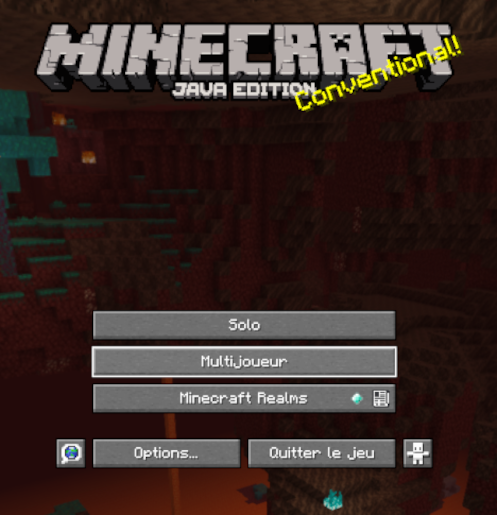 MINECRAFT
JAVA EDITION
Conventional!
Solo
Multijoueur
Minecraft Realms
Options...
Quitter le jeu